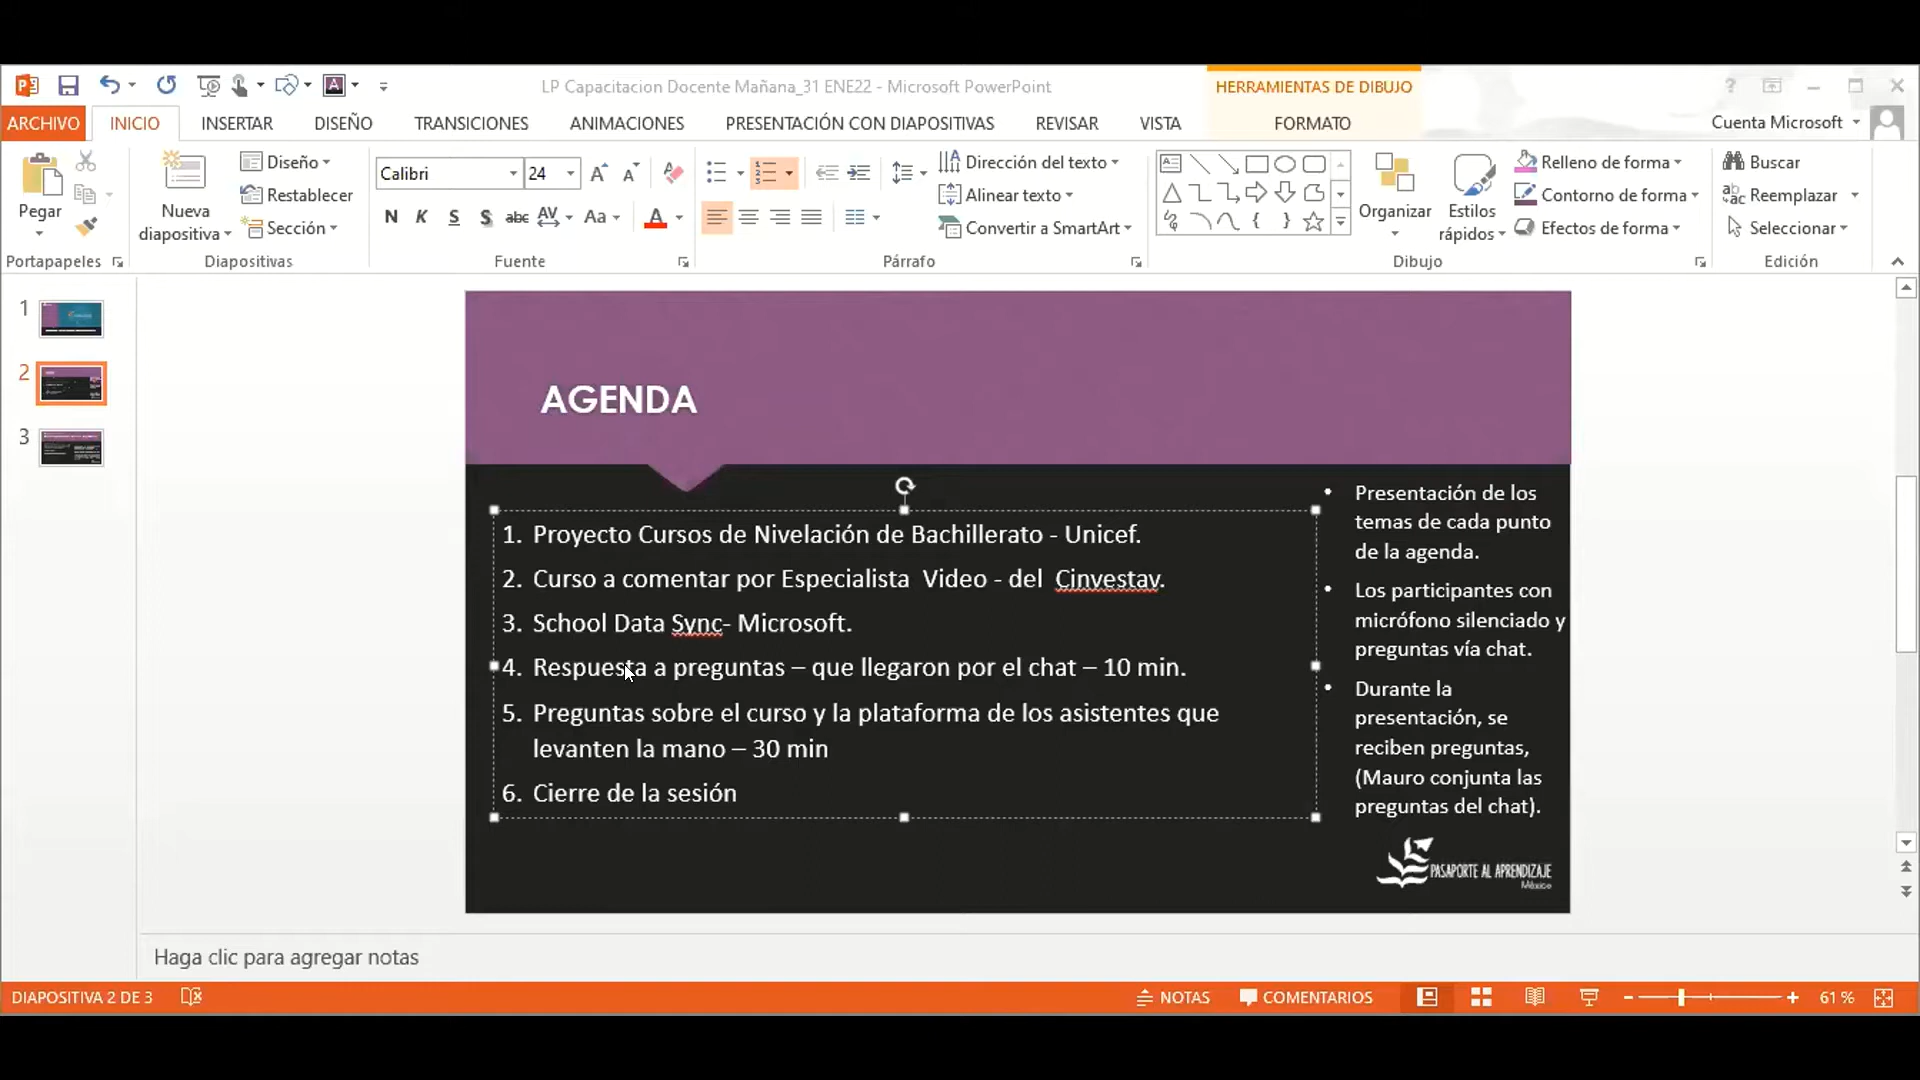 LP Capacitacion Docente Mañana_31 ENE22 - Microsoft PowerPoint
HERRAMIENTAS DE DIBUJO
?
ARCHIVO INICIO INSERTAR DISEÑO TRANSICIONES ANIMACIONES PRESENTACIÓN CON DIAPOSITIVAS REVISAR VISTA FORMATO
Cuenta Microsoft
Pegar
Portapapeles
Nueva
diapositiva
Diseño
Restablecer
Sección
Diapositivas
Calibri 24
N K S S abc AV Aa A
Fuente
Dirección del texto
Alinear texto
Convertir a SmartArt
Párrafo
Organizar
Estilos
rápidos
Relleno de forma
Contorno de forma
Efectos de forma
Dibujo
Buscar
Reemplazar
Seleccionar
Edición
1
2
3
AGENDA
1. Proyecto Cursos de Nivelación de Bachillerato - Unicef.
2. Curso a comentar por Especialista Video - del Cinvestav.
3. School Data Sync- Microsoft.
4. Respuesta a preguntas – que llegaron por el chat – 10 min.
5. Preguntas sobre el curso y la plataforma de los asistentes que
levanten la mano – 30 min
6. Cierre de la sesión
• Presentación de los
temas de cada punto
de la agenda.
• Los participantes con
micrófono silenciado y
preguntas vía chat.
• Durante la
presentación, se
reciben preguntas,
(Mauro conjunta las
preguntas del chat).
PASAPORTE AL APRENDIZAJE
México
Haga clic para agregar notas
DIAPOSITIVA 2 DE 3
NOTAS
COMENTARIOS
61 %